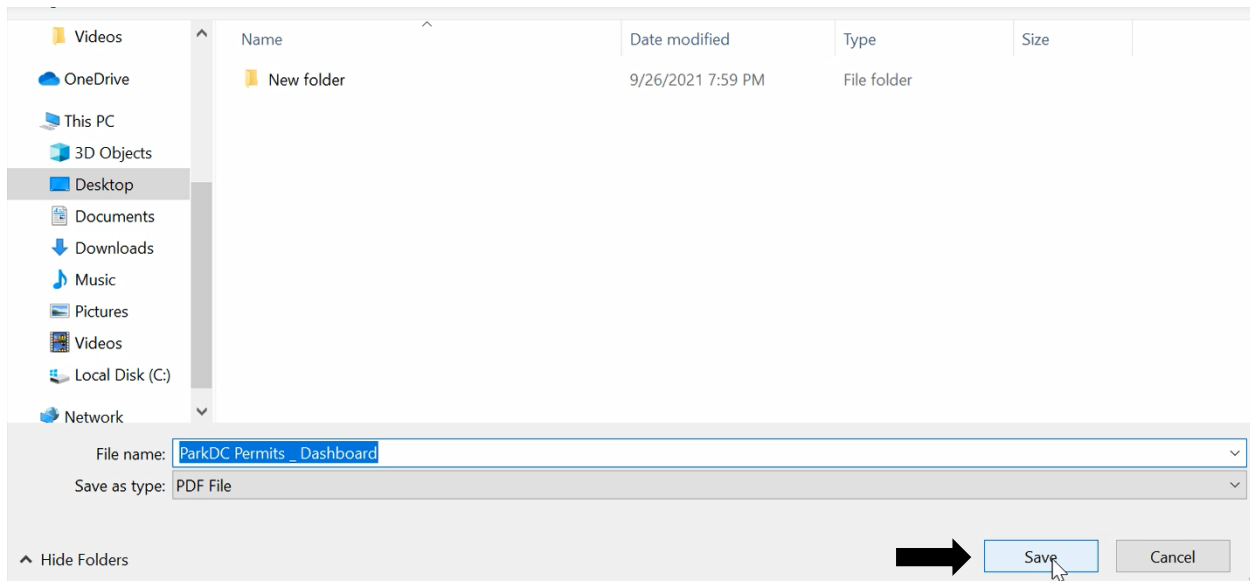 Videos
OneDrive
This PC
3D Objects
Desktop
Documents
Downloads
Music
Pictures
Videos
Local Disk (C:)
Network
Name Date modified Type Size
New folder 9/26/2021 7:59 PM File folder
File name: ParkDC Permits _ Dashboard
Save as type: PDF File
Hide Folders Save Cancel